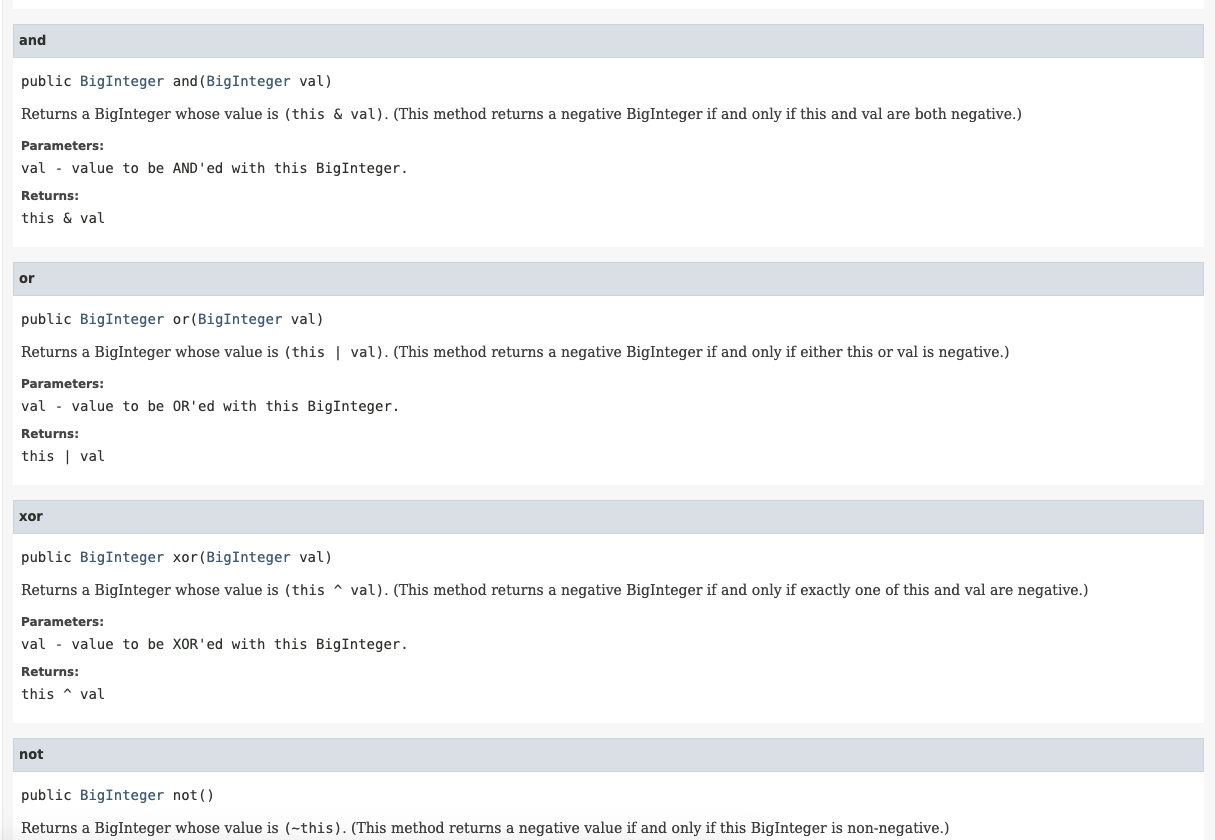 and
public BigInteger and(BigInteger val)
Returns a BigInteger whose value is (this & val). (This method returns a negative BigInteger if and only if this and val are both negative.)
Parameters:
val - value to be AND'ed with this BigInteger.
Returns:
this & val
or
public BigInteger or(BigInteger val)
Returns a BigInteger whose value is (this | val). (This method returns a negative BigInteger if and only if either this or val is negative.)
Parameters:
val - value to be OR'ed with this BigInteger.
Returns:
this | val
xor
public BigInteger xor(BigInteger val)
Returns a BigInteger whose value is (this ^ val). (This method returns a negative BigInteger if and only if exactly one of this and val are negative.)
Parameters:
val - value to be XOR'ed with this BigInteger.
Returns:
this ^ val
not
public BigInteger not()
Returns a BigInteger whose value is (~this). (This method returns a negative value if and only if this BigInteger is non-negative.)